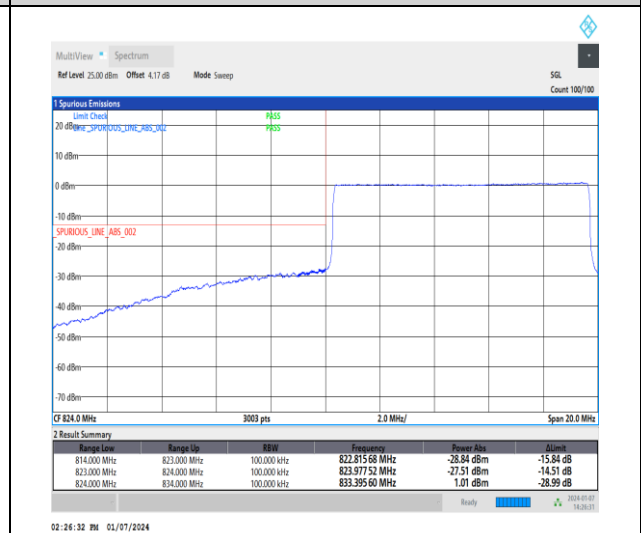 MultiView Spectrum
Ref Level 25.00 dBm Offset 4.17 dB Mode Sweep SGL
Count 100/100
1 Spurious Emissions
Limit Check PASS
20 dBm Line _SPURIOUS_LINE_ABS_002 PASS
10 dBm
0 dBm
-10 dBm
SPURIOUS_LINE_ABS_002
-20 dBm
-30 dBm
-40 dBm
-50 dBm
-60 dBm
-70 dBm
CF 824.0 MHz 3003 pts 2.0 MHz/ Span 20.0 MHz
2 Result Summary
Range Low Range Up RBW Frequency Power Abs ΔLimit
814.000 MHz 823.000 MHz 100.000 kHz 822.81568 MHz -28.84 dBm -15.84 dB
823.000 MHz 824.000 MHz 100.000 kHz 823.97752 MHz -27.51 dBm -14.51 dB
824.000 MHz 834.000 MHz 100.000 kHz 833.39560 MHz 1.01 dBm -28.99 dB
Ready 2024-01-07
14:26:31
02:26:32 PM 01/07/2024